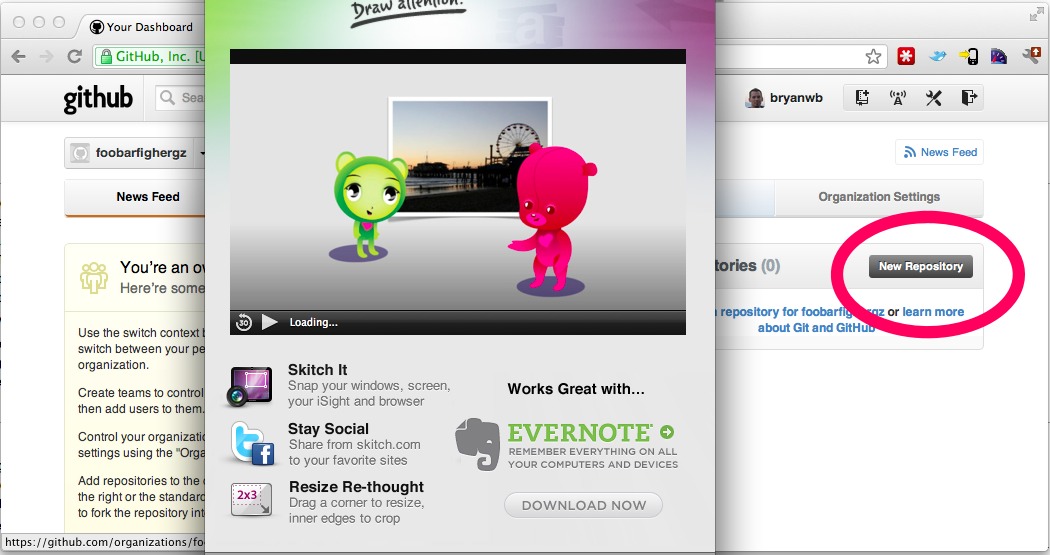 Your Dashboard
Draw attention.
GitHub, Inc. [U
github
Sea
bryanwb
foobarfighergz
News Feed
News Feed
Organization Settings
You're an ow
Here're some
tories (0)
New Repository
repository for foobarfighergz or learn more
about Git and GitHub
Use the switch context b
switch between your pe
organization.
Create teams to control
then add users to them.
Control your organizatio
settings using the "Orga
Add repositories to the o
the right or the standard
to fork the repository int
https://github.com/organizations/fo
30
Loading...
Skitch It
Snap your windows, screen,
your iSight and browser
Stay Social
Share from skitch.com
to your favorite sites
2x3
Resize Re-thought
Drag a corner to resize,
inner edges to crop
Works Great with...
EVERNOTE
REMEMBER EVERYTHING ON ALL
YOUR COMPUTERS AND DEVICES
DOWNLOAD NOW